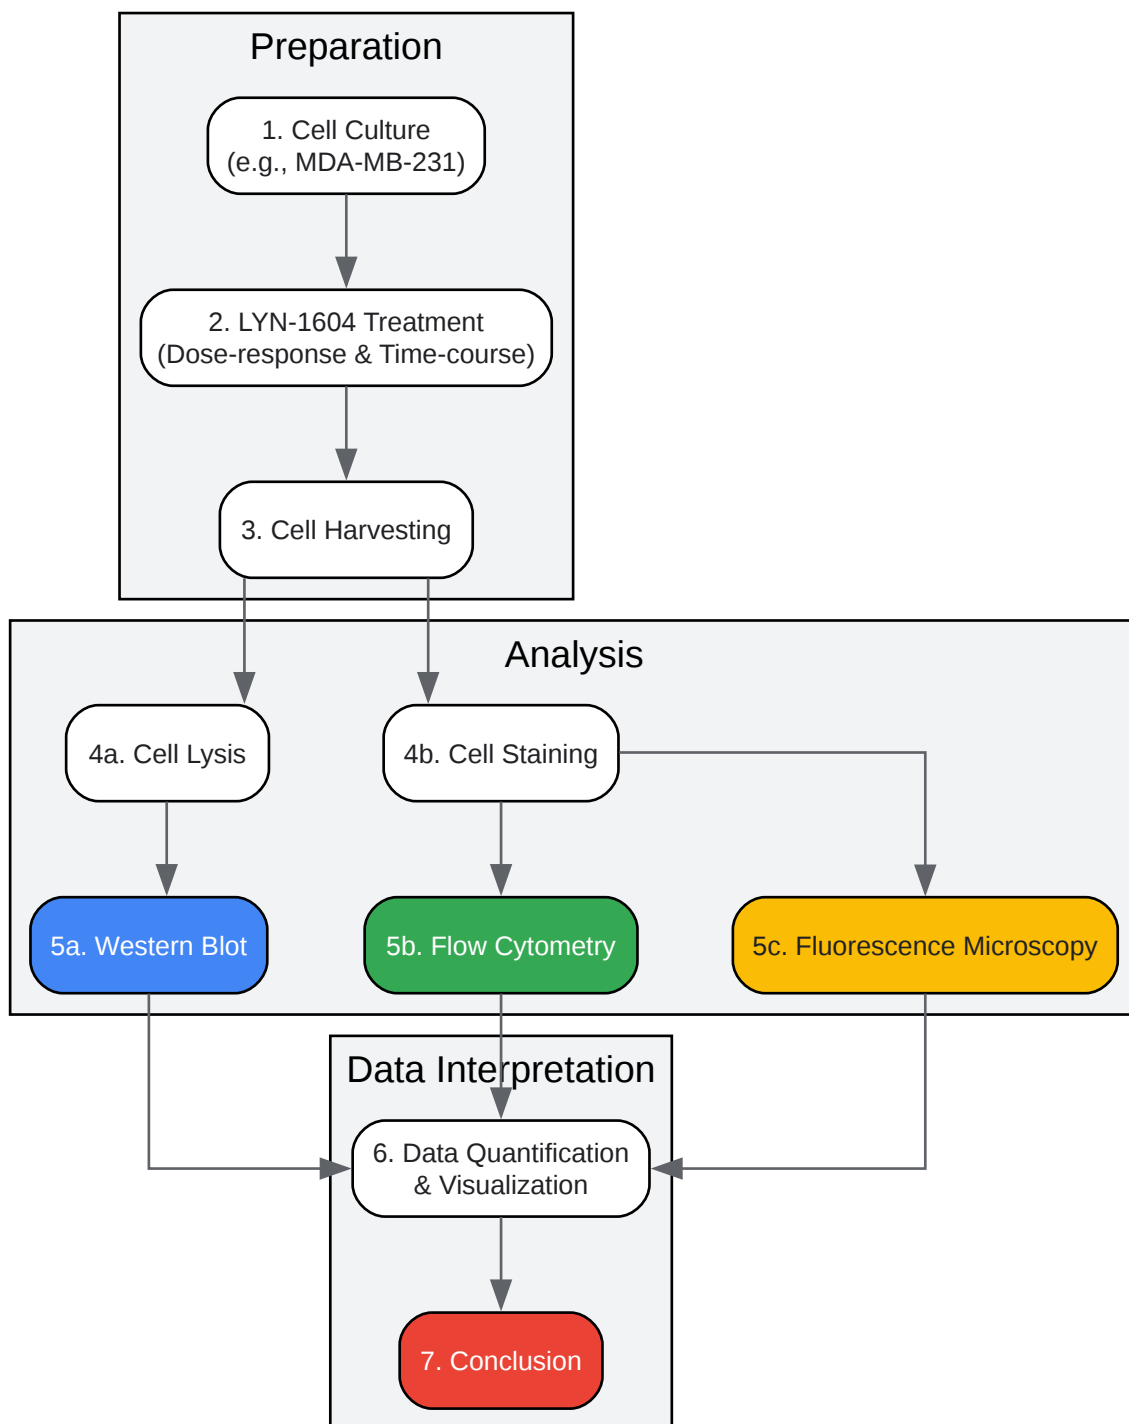 Preparation
1. Cell Culture
(e.g., MDA-MB-231)
2. LYN-1604 Treatment
(Dose-response & Time-course)
3. Cell Harvesting
Analysis
4a. Cell Lysis
4b. Cell Staining
5a. Western Blot
5b. Flow Cytometry
5c. Fluorescence Microscopy
Data Interpretation
6. Data Quantification
& Visualization
7. Conclusion